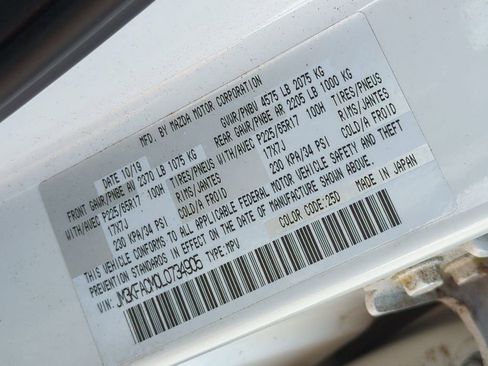 MFD. BY MAZDA MOTOR CORPORATION
DATE 10/19 GVWR/PNBV 4575 LB 2075 KG
FRONT GAWR/PNBE AV 2370 LB 1075 KG REAR GAWR/PNBE AR 2205 LB 1000 KG
WITH/AVEC P225/65R17 100H TIRES/PNEUS WITH/AVEC P225/65R17 100H TIRES/PNEUS
17X7J RIMS/JANTES 17X7J RIMS/JANTES
230 KPA/34 PSI COLD/A FROID 230 KPA/34 PSI COLD/A FROID
THIS VEHICLE CONFORMS TO ALL APPLICABLE FEDERAL MOTOR VEHICLE SAFETY AND THEFT
PREVENTION STANDARDS IN EFFECT ON THE DATE OF MANUFACTURE SHOWN ABOVE.
VIN: TYPE:MPV COLOR CODE:25D MADE IN JAPAN